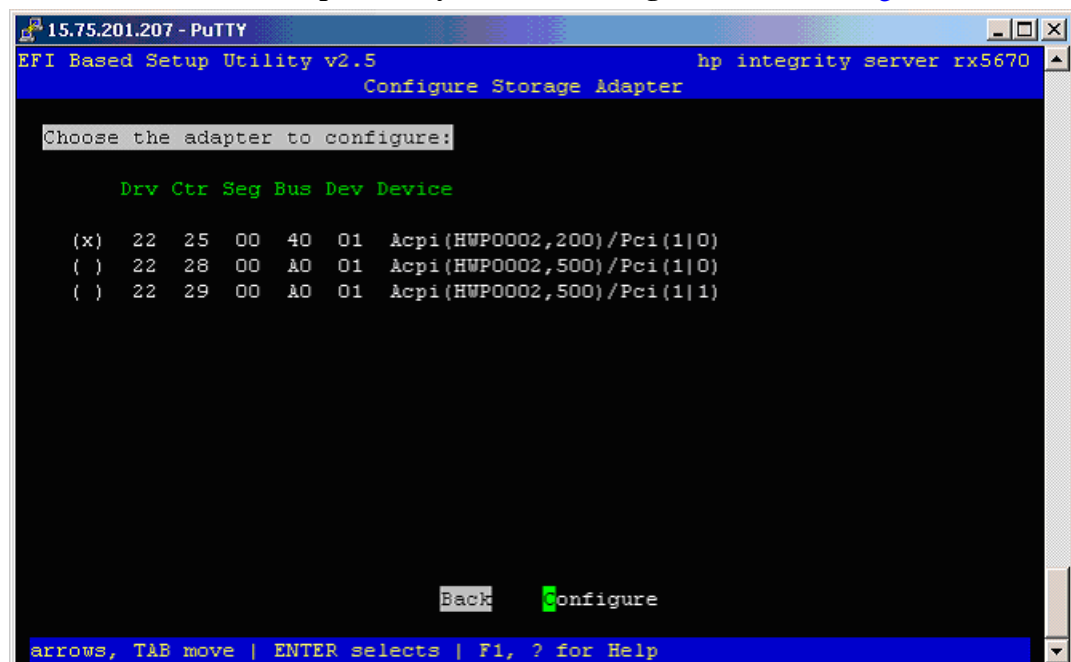 15.75.201.207 - PuTTY
EFI Based Setup Utility v2.5 hp integrity server rx5670
Configure Storage Adapter
Choose the adapter to configure:
Drv Ctr Seg Bus Dev Device
(x) 22 25 00 40 01 Acpi(HWP0002,200)/Pci(1|0)
( ) 22 28 00 A0 01 Acpi(HWP0002,500)/Pci(1|0)
( ) 22 29 00 A0 01 Acpi(HWP0002,500)/Pci(1|1)
Back Configure
arrows, TAB move | ENTER selects | F1, ? for Help